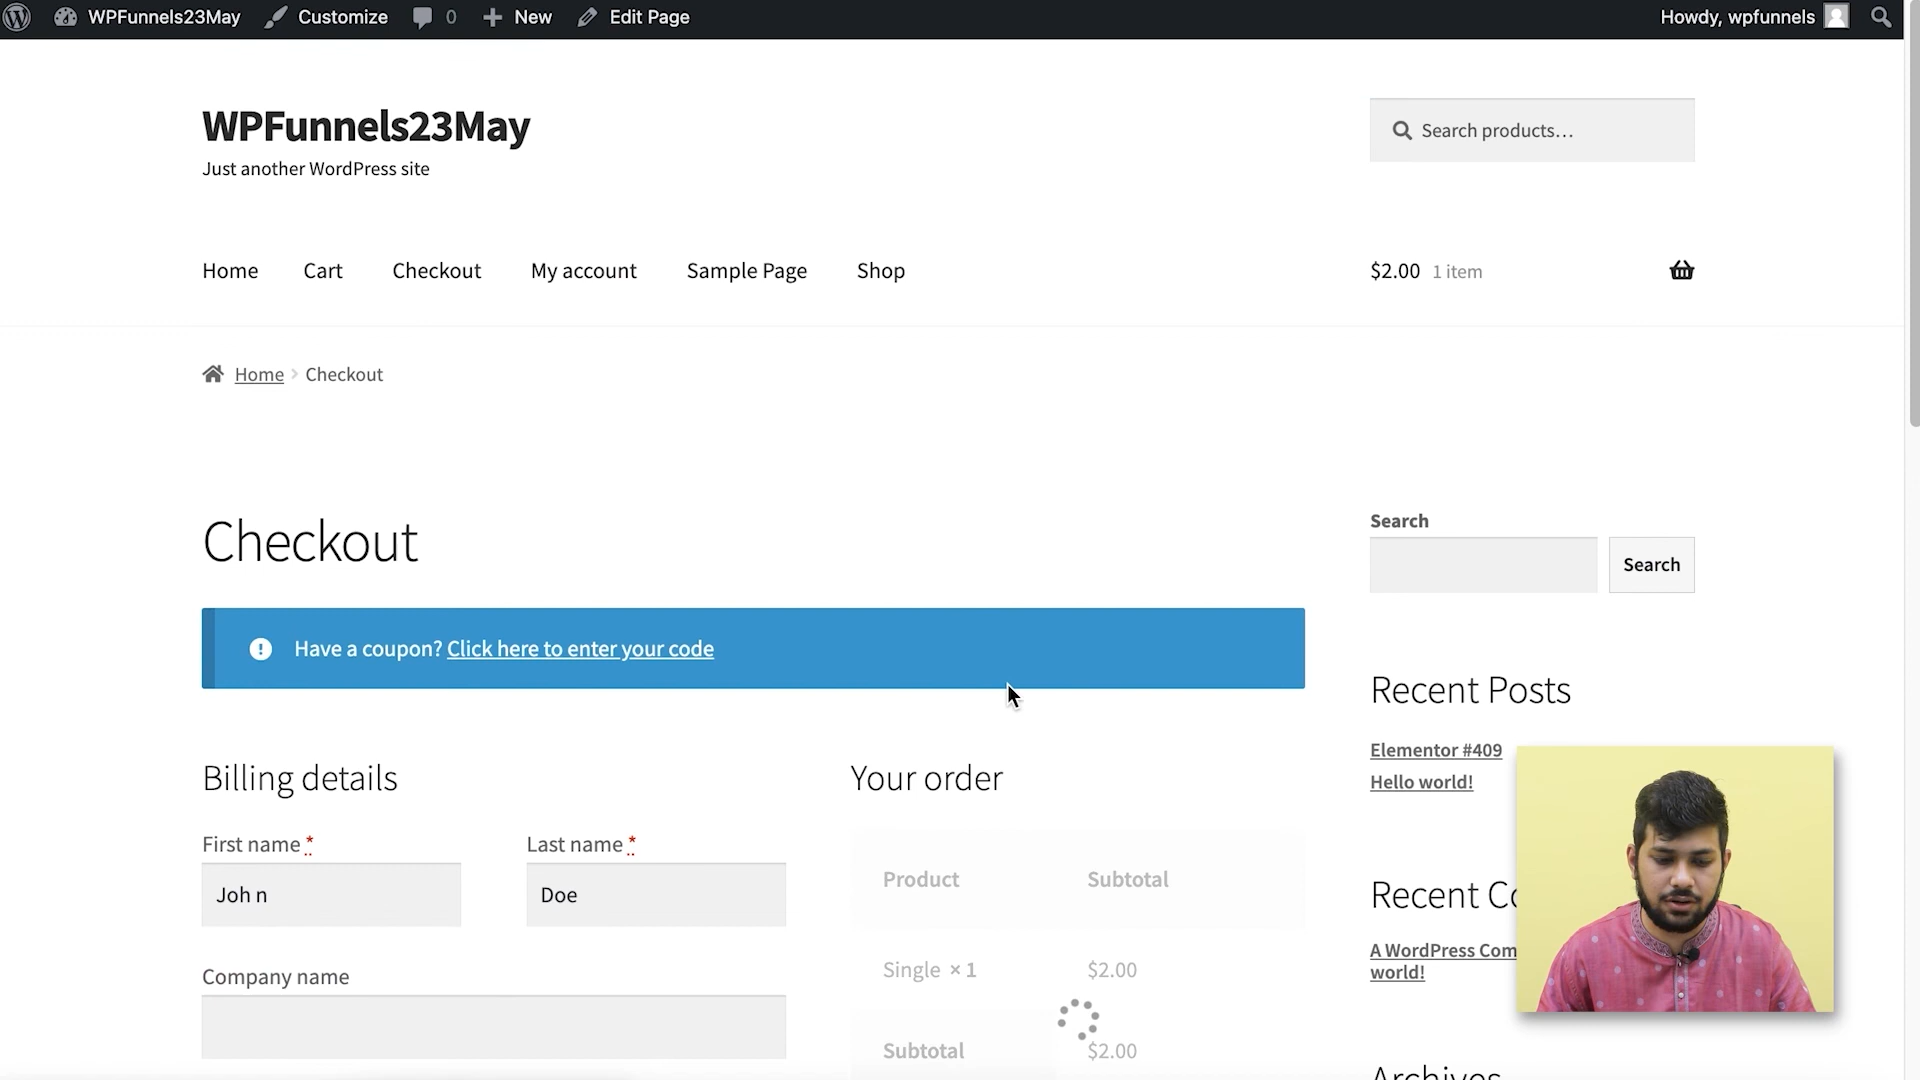 WPFunnels23May Customize 0 New Edit Page Howdy, wpfunnels
WPFunnels23May
Just another WordPress site
Search products...
Home Cart Checkout My account Sample Page Shop
$2.00 1 item
Home Checkout
Checkout
Have a coupon? Click here to enter your code
Billing details
First name * Last name *
Joh n Doe
Company name
Your order
Product Subtotal
Single × 1 $2.00
Subtotal $2.00
Search
Search
Recent Posts
Elementor #409
Hello world!
Recent Co
A WordPress Com
world!
Archives